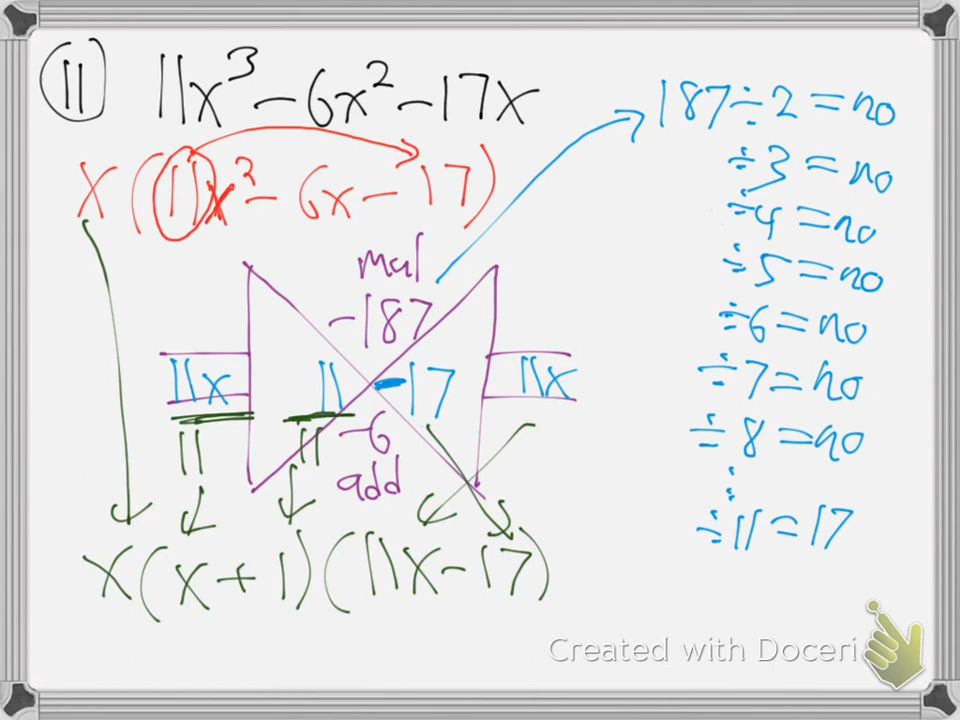 11
11x³ - 6x² - 17x
x(11x² - 6x - 17)
mul
-187
11x 11 -17 11x
11 11 -6
add
x(x + 1)(11x - 17)
187 ÷ 2 = no
÷ 3 = no
÷ 4 = no
÷ 5 = no
÷ 6 = no
÷ 7 = no
÷ 8 = no
÷ 11 = 17
Created with Doceri